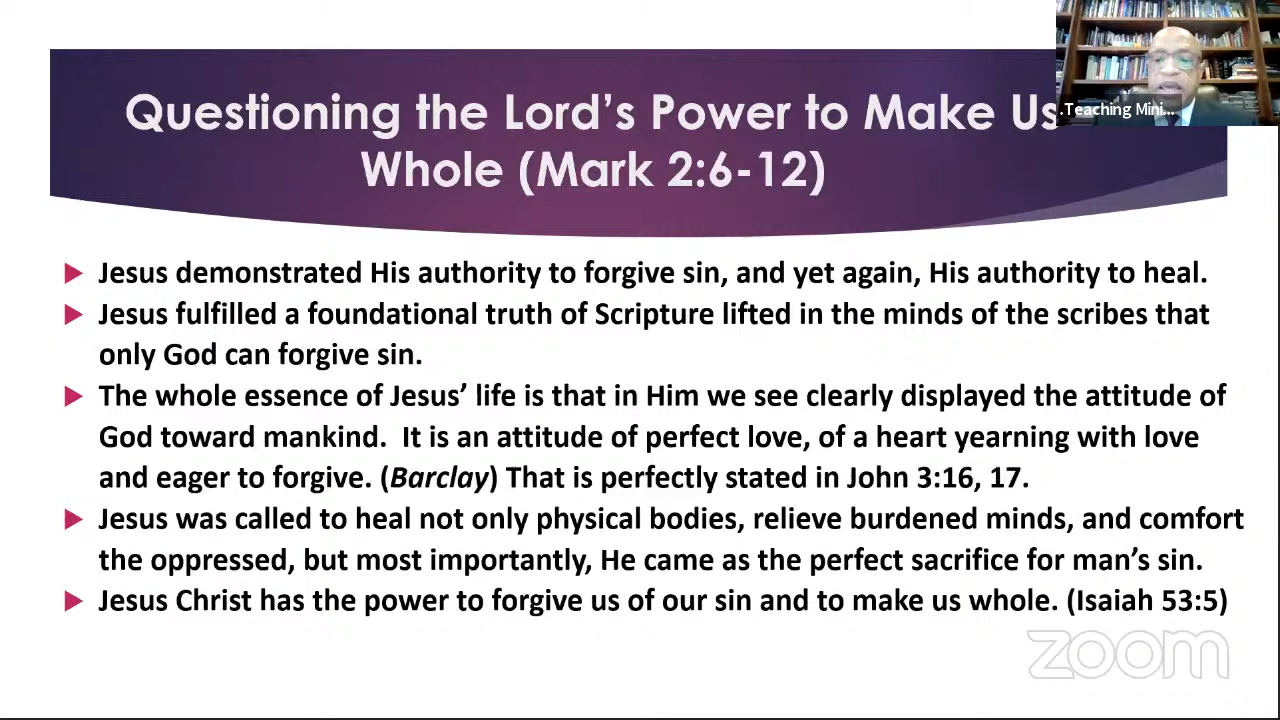 Questioning the Lord's Power to Make Us
Whole (Mark 2:6-12)
.Teaching Mini...
Jesus demonstrated His authority to forgive sin, and yet again, His authority to heal.
Jesus fulfilled a foundational truth of Scripture lifted in the minds of the scribes that
only God can forgive sin.
The whole essence of Jesus' life is that in Him we see clearly displayed the attitude of
God toward mankind.  It is an attitude of perfect love, of a heart yearning with love
and eager to forgive. (Barclay) That is perfectly stated in John 3:16, 17.
Jesus was called to heal not only physical bodies, relieve burdened minds, and comfort
the oppressed, but most importantly, He came as the perfect sacrifice for man's sin.
Jesus Christ has the power to forgive us of our sin and to make us whole. (Isaiah 53:5)
zoom